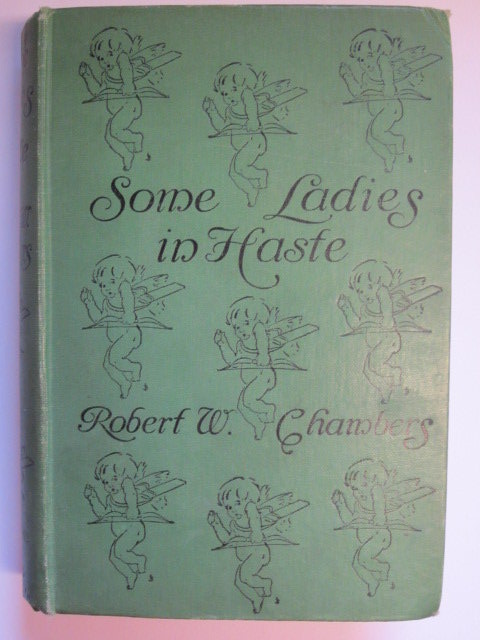 Some Ladies
in Haste
Robert W. Chambers